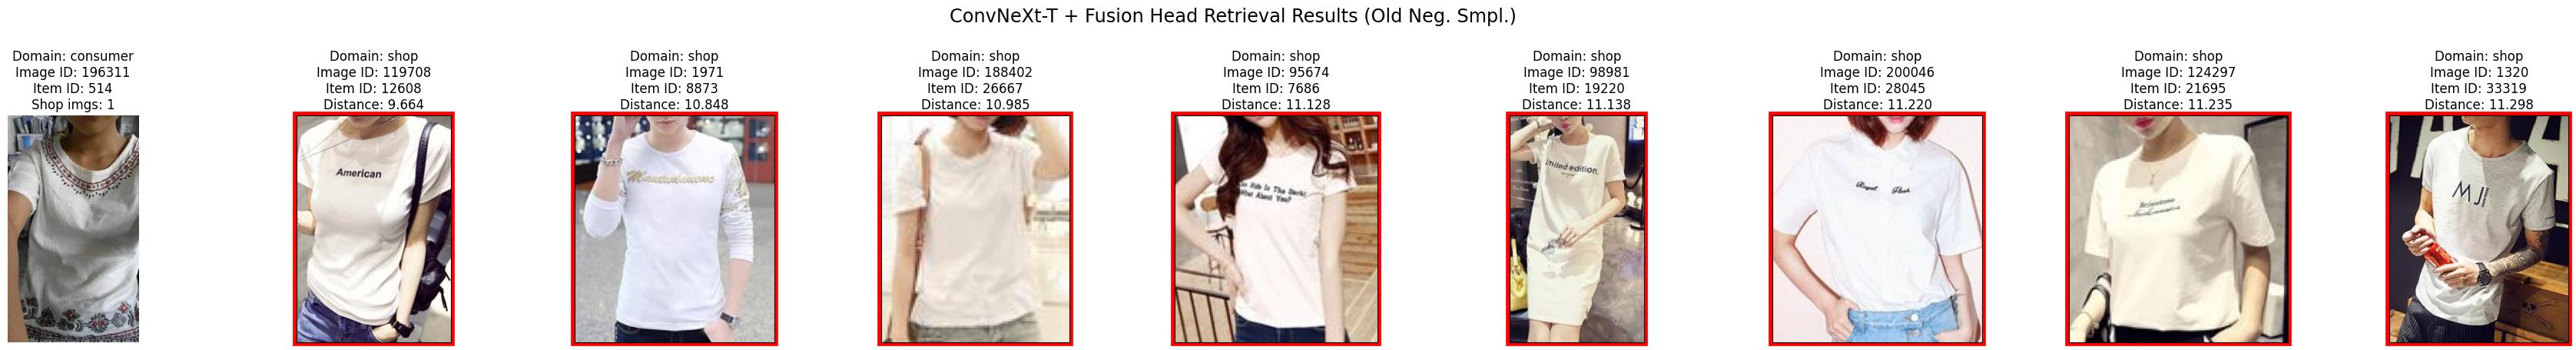 ConvNeXt-T + Fusion Head Retrieval Results (Old Neg. Smpl.)
Domain: consumer
Image ID: 196311
Item ID: 514
Shop imgs: 1
Domain: shop
Image ID: 119708
Item ID: 12608
Distance: 9.664
Domain: shop
Image ID: 1971
Item ID: 8873
Distance: 10.848
Domain: shop
Image ID: 188402
Item ID: 26667
Distance: 10.985
Domain: shop
Image ID: 95674
Item ID: 7686
Distance: 11.128
Domain: shop
Image ID: 98981
Item ID: 19220
Distance: 11.138
Domain: shop
Image ID: 200046
Item ID: 28045
Distance: 11.220
Domain: shop
Image ID: 124297
Item ID: 21695
Distance: 11.235
Domain: shop
Image ID: 1320
Item ID: 33319
Distance: 11.298
American
What About You?
edition.
Royal
MJ